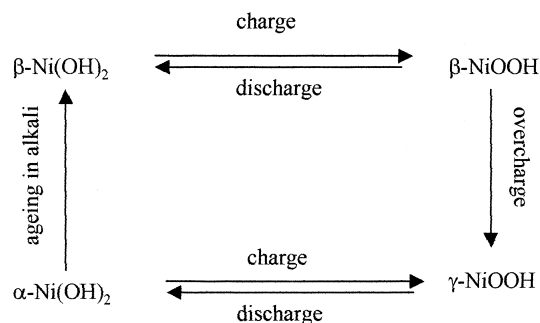 charge
β-Ni(OH)₂
β-NiOOH
discharge
ageing in alkali
overcharge
charge
α-Ni(OH)₂
γ-NiOOH
discharge